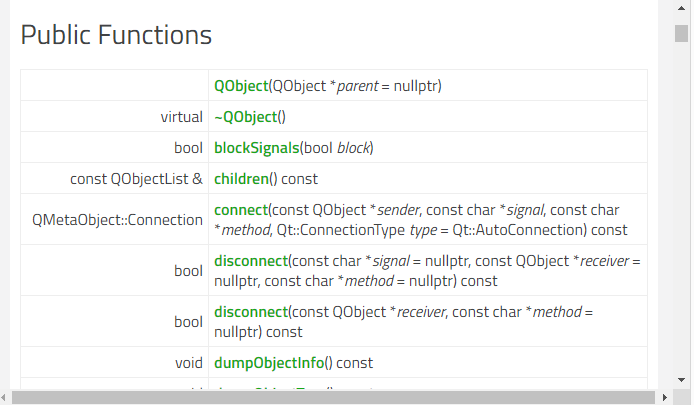 Public Functions
QObject(QObject *parent = nullptr)
virtual ~QObject()
bool blockSignals(bool block)
const QObjectList & children() const
QMetaObject::Connection connect(const QObject *sender, const char *signal, const char
*method, Qt::ConnectionType type = Qt::AutoConnection) const
bool disconnect(const char *signal = nullptr, const QObject *receiver =
nullptr, const char *method = nullptr) const
bool disconnect(const QObject *receiver, const char *method =
nullptr) const
void dumpObjectInfo() const